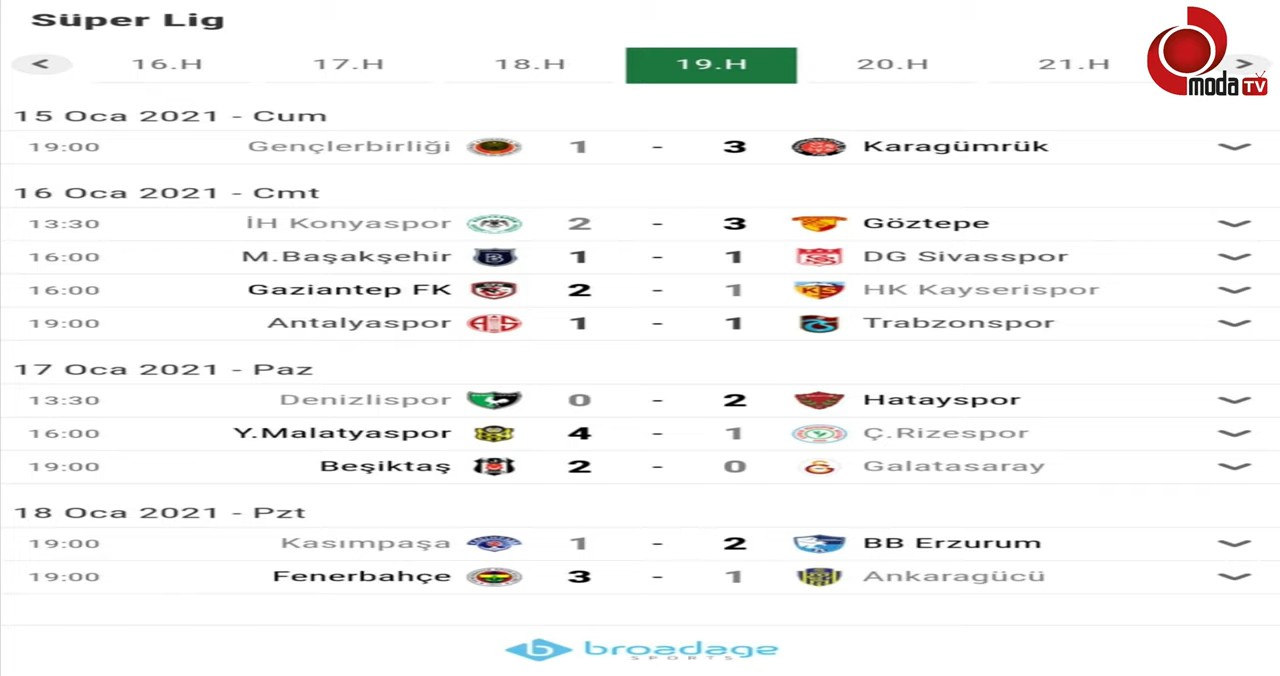 Süper Lig
< 16.H 17.H 18.H 19.H 20.H 21.H >
moda TV
15 Oca 2021 - Cum
19:00 Gençlerbirliği 1 - 3 Karagümrük
16 Oca 2021 - Cmt
13:30 İH Konyaspor 2 - 3 Göztepe
16:00 M.Başakşehir 1 - 1 DG Sivasspor
16:00 Gaziantep FK 2 - 1 HK Kayserispor
19:00 Antalyaspor 1 - 1 Trabzonspor
17 Oca 2021 - Paz
13:30 Denizlispor 0 - 2 Hatayspor
16:00 Y.Malatyaspor 4 - 1 Ç.Rizespor
19:00 Beşiktaş 2 - 0 Galatasaray
18 Oca 2021 - Pzt
19:00 Kasımpaşa 1 - 2 BB Erzurum
19:00 Fenerbahçe 3 - 1 Ankaragücü
broadage
SPORTS